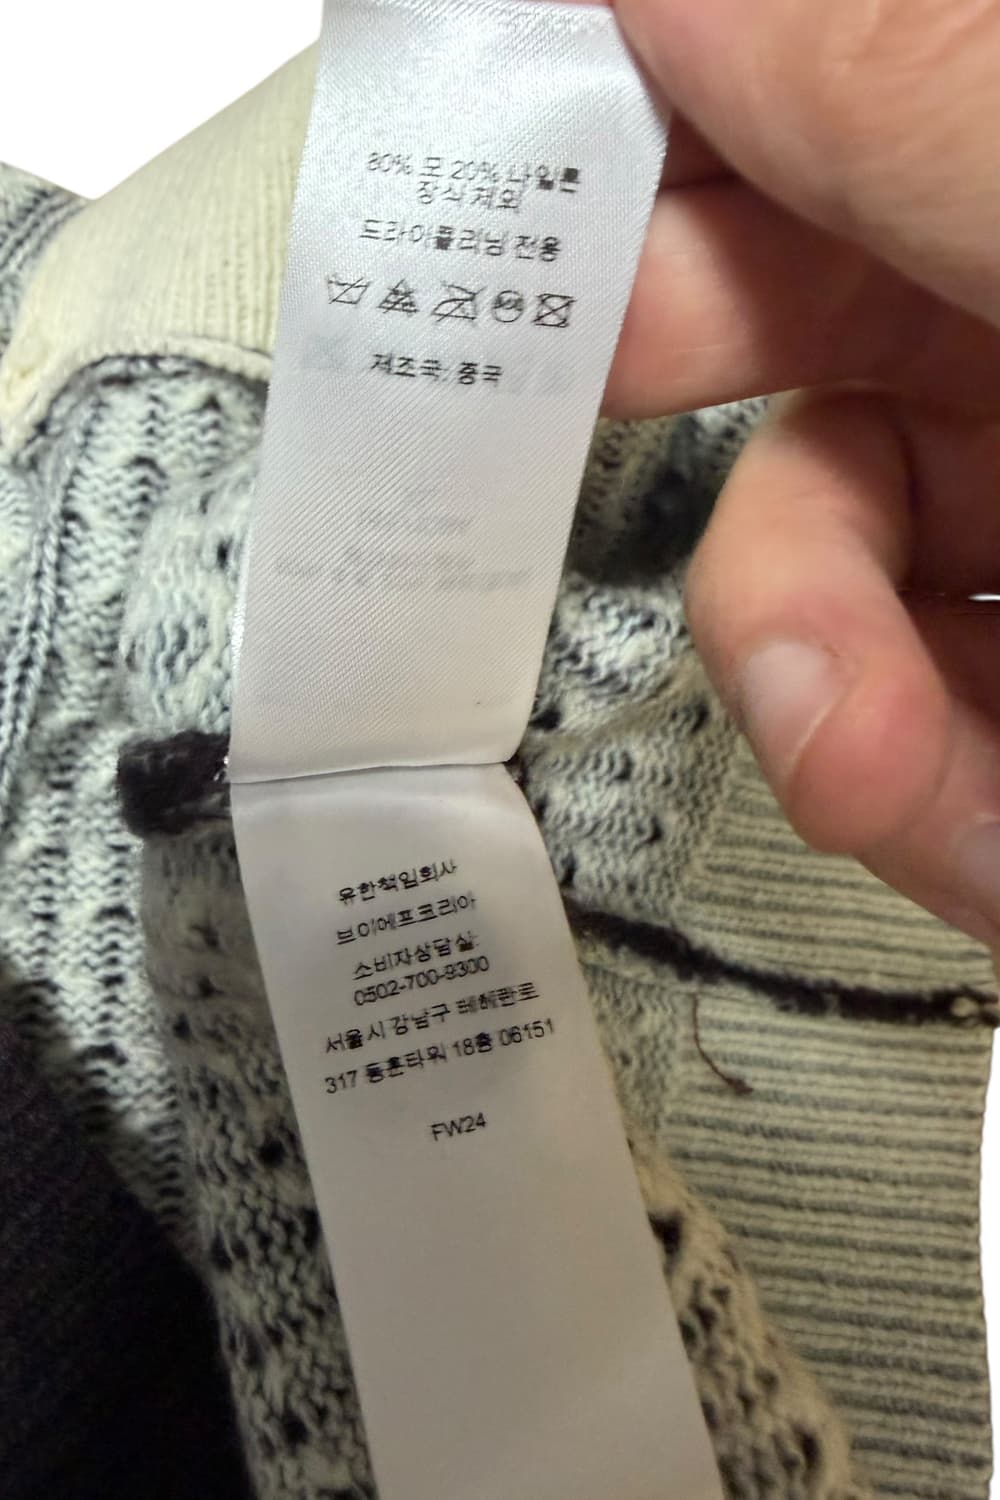 80% 모 20% 나일론
장식 제외
드라이클리닝 전용
제조국: 중국
유한책임회사
브이에프코리아
소비자상담실:
0502-700-9300
서울시 강남구 테헤란로
317 동훈타워 18층 06151
FW24